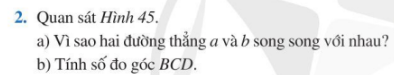 2. Quan sát Hình 45.
a) Vì sao hai đường thẳng a và b song song với nhau?
b) Tính số đo góc BCD.